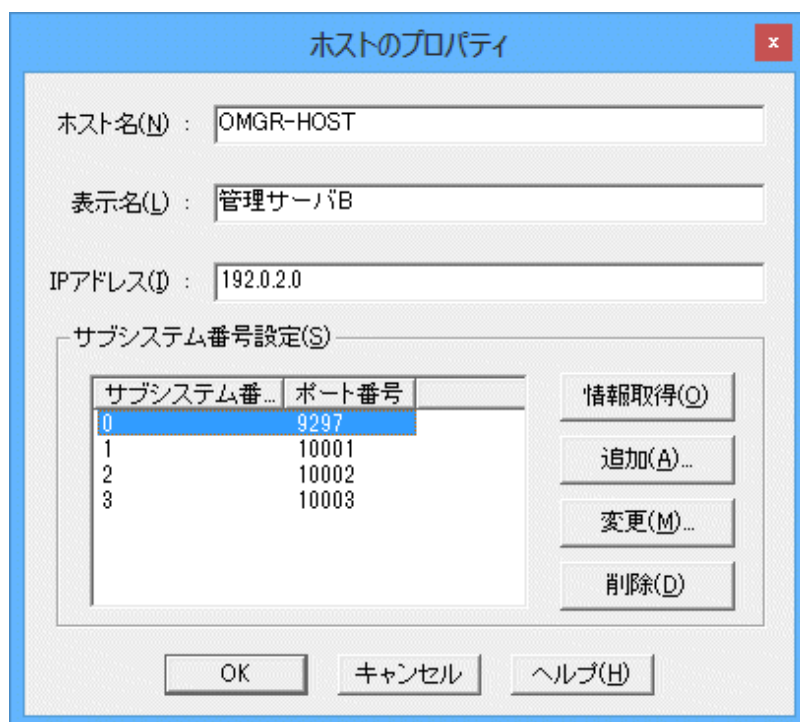 ホストのプロパティ x
ホスト名(N) : OMGR-HOST
表示名(L) : 管理サーバB
IPアドレス(I) : 192.0.2.0
サブシステム番号設定(S)
サブシステム番... ポート番号
0 9297
1 10001
2 10002
3 10003
情報取得(O)
追加(A)...
変更(M)...
削除(D)
OK キャンセル ヘルプ(H)